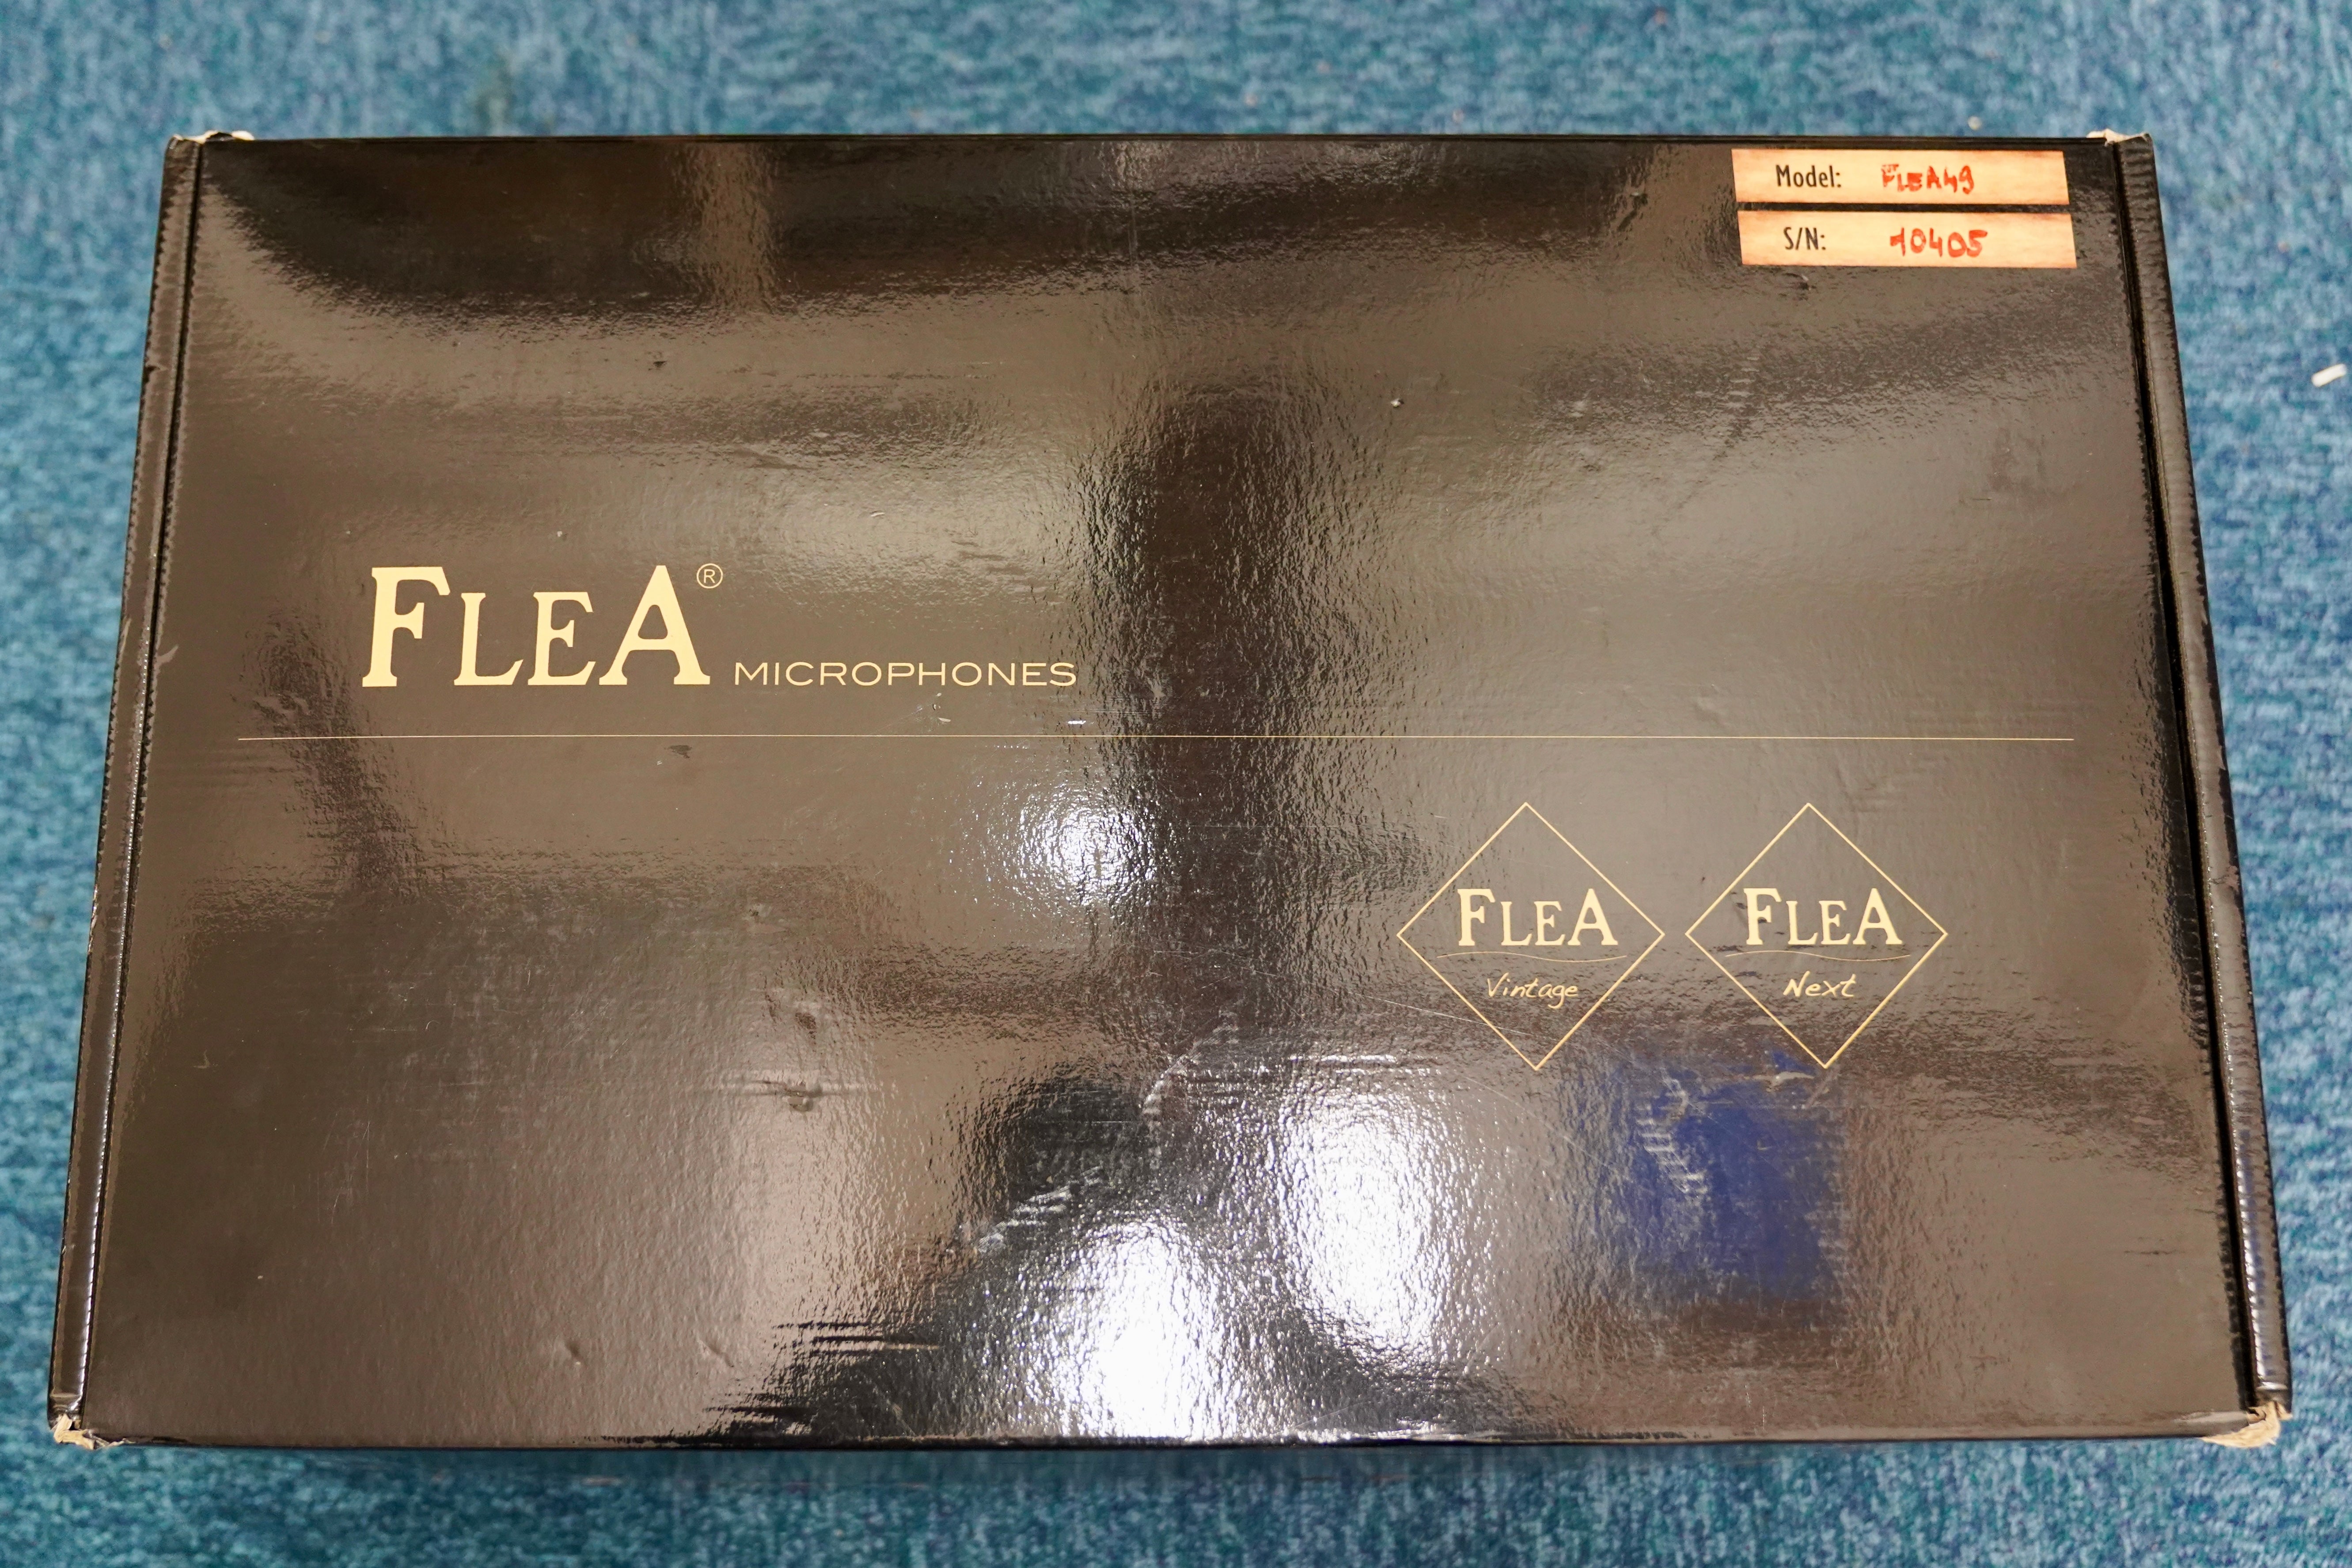 Model: FLEA49
S/N: 10405
FLEA® MICROPHONES
FLEA
Vintage
FLEA
Next